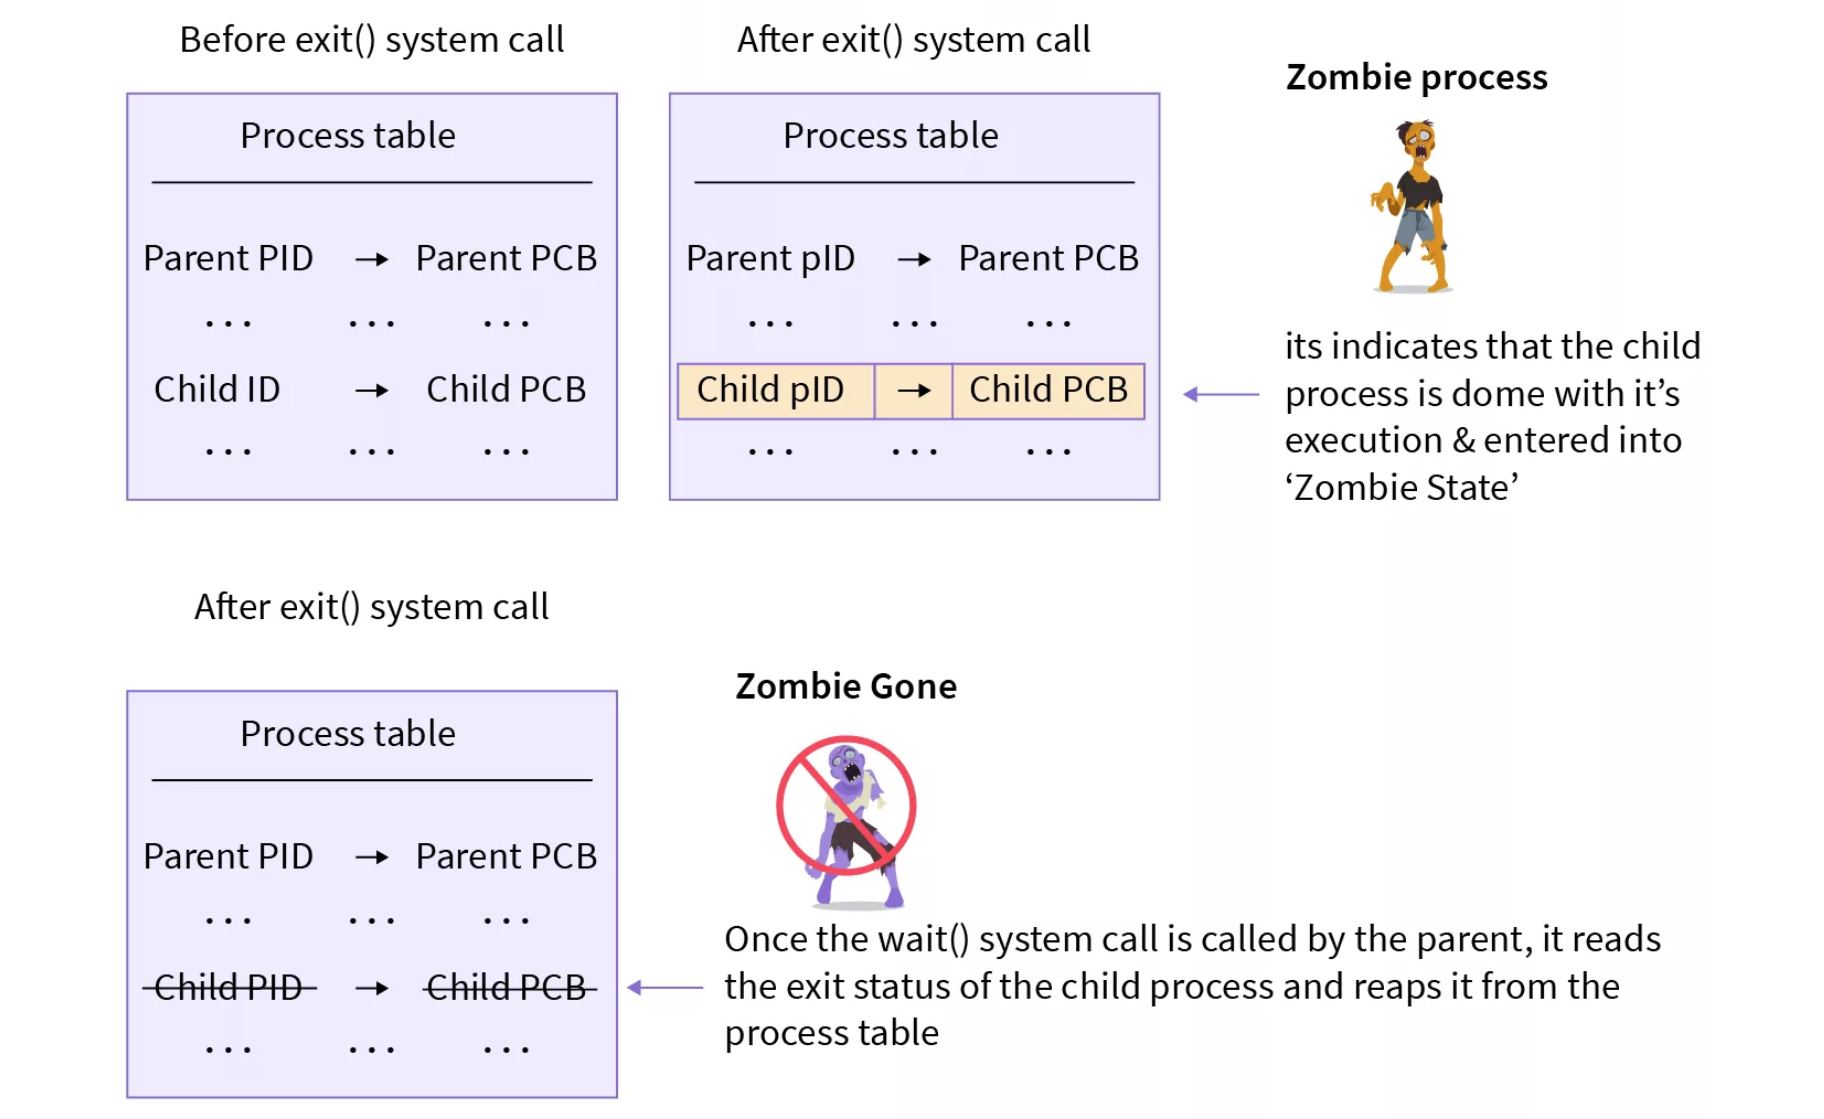 Before exit() system call
Process table
Parent PID → Parent PCB
... ... ...
Child ID → Child PCB
... ... ...
After exit() system call
Process table
Parent pID → Parent PCB
... ... ...
Child pID → Child PCB
... ... ...
Zombie process
its indicates that the child
process is dome with it’s
execution & entered into
‘Zombie State’
After exit() system call
Process table
Parent PID → Parent PCB
... ... ...
Child PID → Child PCB
... ... ...
Zombie Gone
Once the wait() system call is called by the parent, it reads
the exit status of the child process and reaps it from the
process table